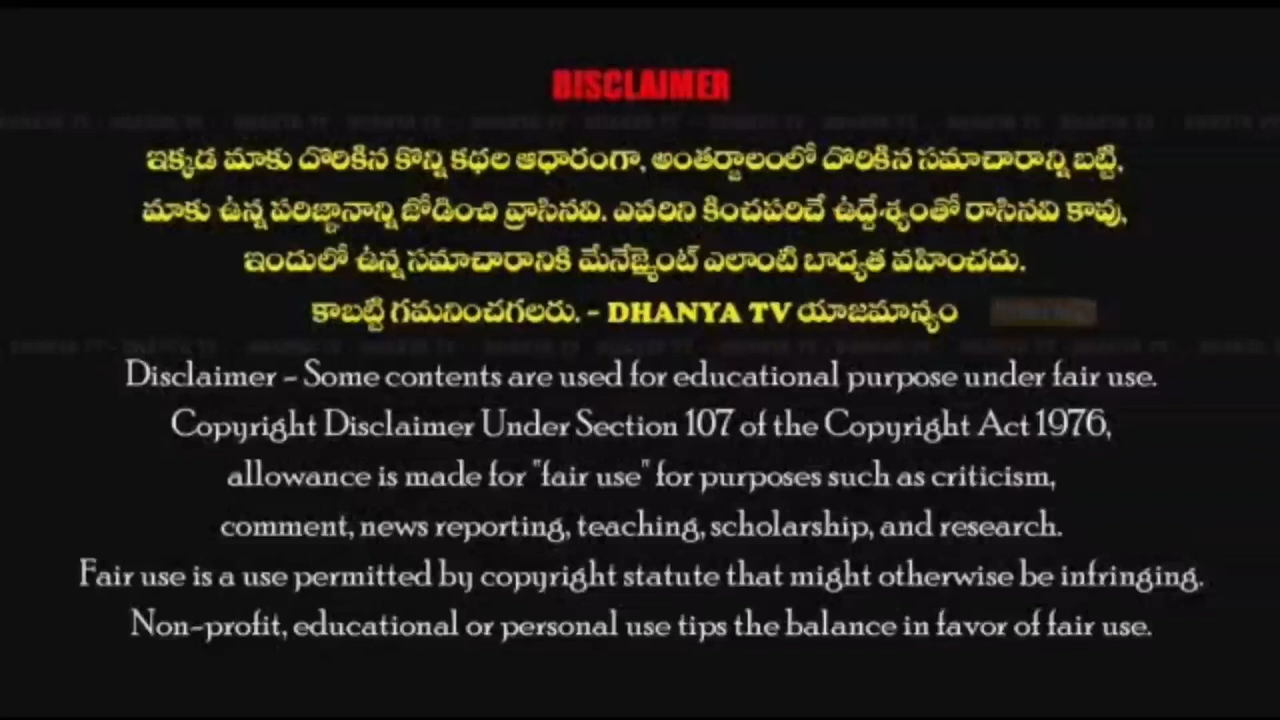 DISCLAIMER
ఇక్కడ మాకు దొరికిన కొన్ని కథల ఆధారంగా, అంతర్జాలంలో దొరికిన సమాచారాన్ని బట్టి,
మాకు ఉన్న పరిజ్ఞానాన్ని జోడించి వ్రాసినవి. ఎవరిని కించపరిచే ఉద్దేశ్యంతో రాసినవి కావు,
ఇందులో ఉన్న సమాచారానికి మేనేజ్మెంట్ ఎలాంటి బాద్యత వహించదు.
కాబట్టి గమనించగలరు. - DHANYA TV యాజమాన్యం
Disclaimer - Some contents are used for educational purpose under fair use.
Copyright Disclaimer Under Section 107 of the Copyright Act 1976,
allowance is made for "fair use" for purposes such as criticism,
comment, news reporting, teaching, scholarship, and research.
Fair use is a use permitted by copyright statute that might otherwise be infringing.
Non-profit, educational or personal use tips the balance in favor of fair use.